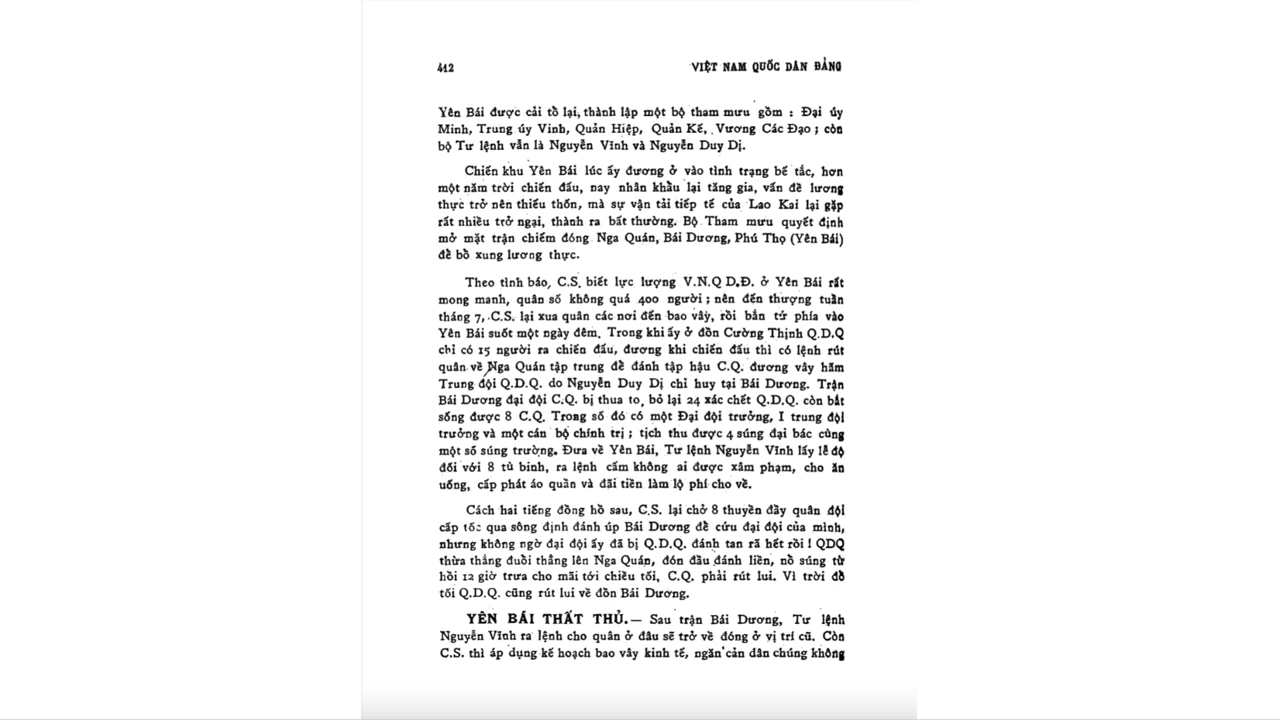 412
VIỆT NAM QUỐC DÂN ĐẢNG
Yên Bái được cải tổ lại, thành lập một bộ tham mưu gồm : Đại úy
Minh, Trung úy Vinh, Quản Hiệp, Quản Kế, Vương Các Đạo ; còn
bộ Tư lệnh vẫn là Nguyễn Vĩnh và Nguyễn Duy Dị.
Chiến khu Yên Bái lúc ấy đương ở vào tình trạng bế tắc, hơn
một năm trời chiến đấu, nay nhân khẩu lại tăng gia, vấn đề lương
thực trở nên thiếu thốn, mà sự vận tải tiếp tế của Lao Kai lại gặp
rất nhiều trở ngại, thành ra bất thường. Bộ Tham mưu quyết định
mở mặt trận chiếm đóng Nga Quán, Bái Dương, Phú Thọ (Yên Bái)
để bổ xung lương thực.
Theo tình báo, C.S. biết lực lượng V.N.Q D.Đ. ở Yên Bái rất
mong manh, quân số không quá 400 người ; nên đến thượng tuần
tháng 7, C.S. lại xua quân các nơi đến bao vây, rồi bắn tứ phía vào
Yên Bái suốt một ngày đêm. Trong khi ấy ở đồn Cường Thịnh Q.D.Q
chỉ có 15 người ra chiến đấu, đương khi chiến đấu thì có lệnh rút
quân về Nga Quán tập trung để đánh tập hậu C.Q. đương vây hãm
Trung đội Q.D.Q. do Nguyễn Duy Dị chỉ huy tại Bái Dương. Trận
Bái Dương đại đội C.Q. bị thua to, bỏ lại 24 xác chết Q.D.Q. còn bắt
sống được 8 C.Q. Trong số đó có một Đại đội trưởng, I trung đội
trưởng và một cán bộ chính trị ; tịch thu được 4 súng đại bác cùng
một số súng trường. Đưa về Yên Bái, Tư lệnh Nguyễn Vĩnh lấy lễ độ
đối với 8 tù binh, ra lệnh cấm không ai được xâm phạm, cho ăn
uống, cấp phát áo quần và đãi tiền làm lộ phí cho về.
Cách hai tiếng đồng hồ sau, C.S. lại chở 8 thuyền đầy quân đội
cấp tốc qua sông định đánh úp Bái Dương để cứu đại đội của mình,
nhưng không ngờ đại đội ấy đã bị Q.D.Q. đánh tan rã hết rồi ! QDQ
thừa thắng đuổi thẳng lên Nga Quán, đón đầu đánh liền, nổ súng từ
hồi 12 giờ trưa cho mãi tới chiều tối, C.Q. phải rút lui. Vì trời đã
tối Q.D.Q. cũng rút lui về đồn Bái Dương.
YÊN BÁI THẤT THỦ.— Sau trận Bái Dương, Tư lệnh
Nguyễn Vĩnh ra lệnh cho quân ở đâu sẽ trở về đóng ở vị trí cũ. Còn
C.S. thì áp dụng kế hoạch bao vây kinh tế, ngăn cản dân chúng không